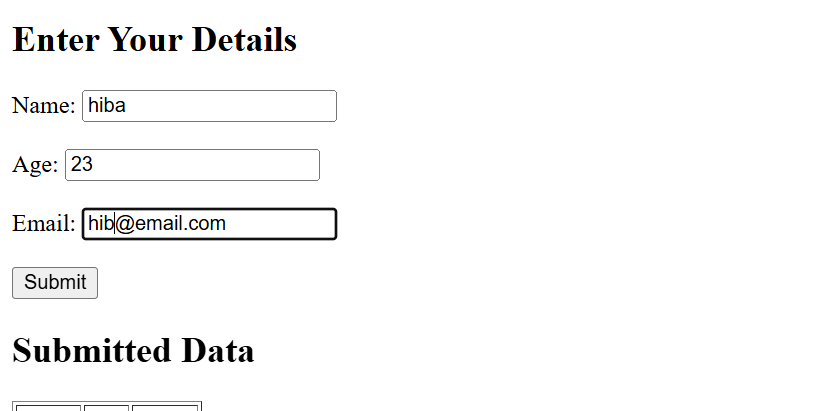 Enter Your Details
Name: hiba
Age: 23
Email: hib@email.com
Submit
Submitted Data